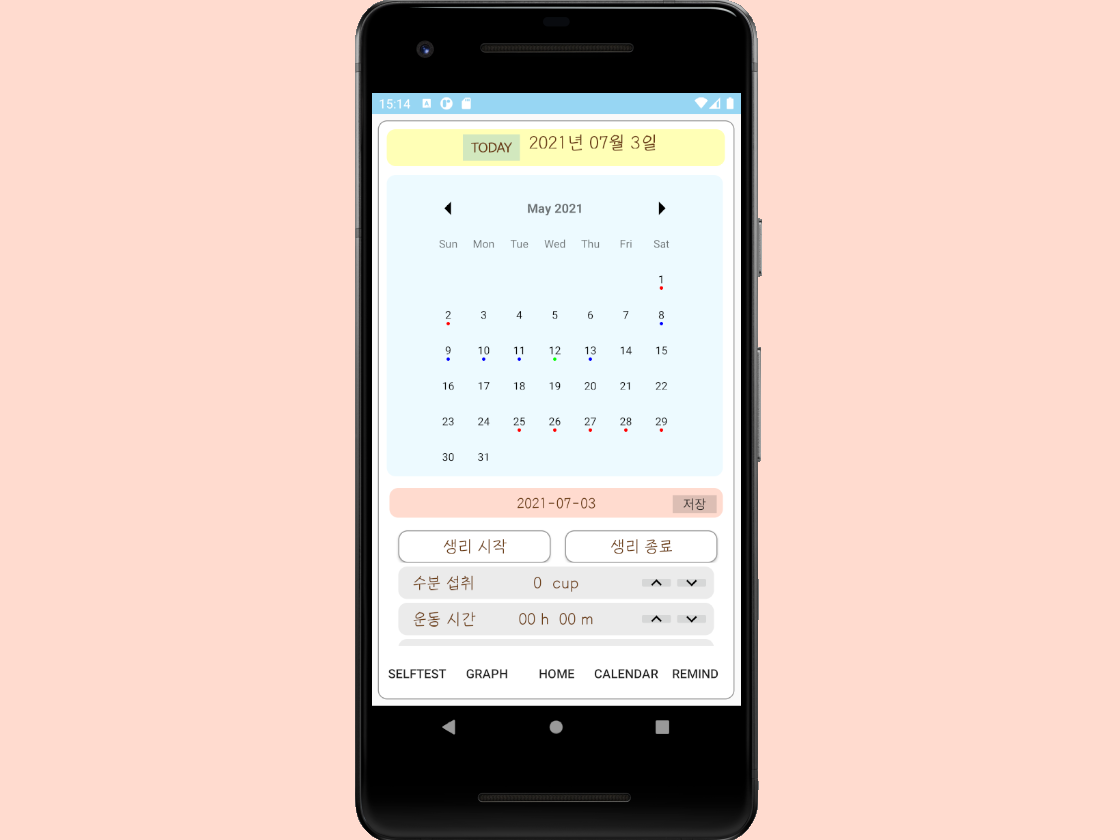 15:14
TODAY 2021년 07월 3일
May 2021
Sun Mon Tue Wed Thu Fri Sat
1
2 3 4 5 6 7 8
9 10 11 12 13 14 15
16 17 18 19 20 21 22
23 24 25 26 27 28 29
30 31
2021-07-03 저장
생리 시작 생리 종료
수분 섭취 0 cup
운동 시간 00 h 00 m
SELFTEST GRAPH HOME CALENDAR REMIND